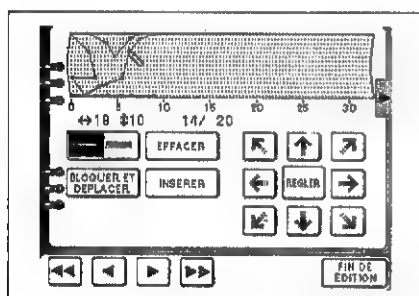 0 5 10 15 20 25 30
↔18 ↕10 14/ 20
EFFACER
BLOQUER ET
DEPLACER
INSERER
REGLER
FIN DE
EDITION